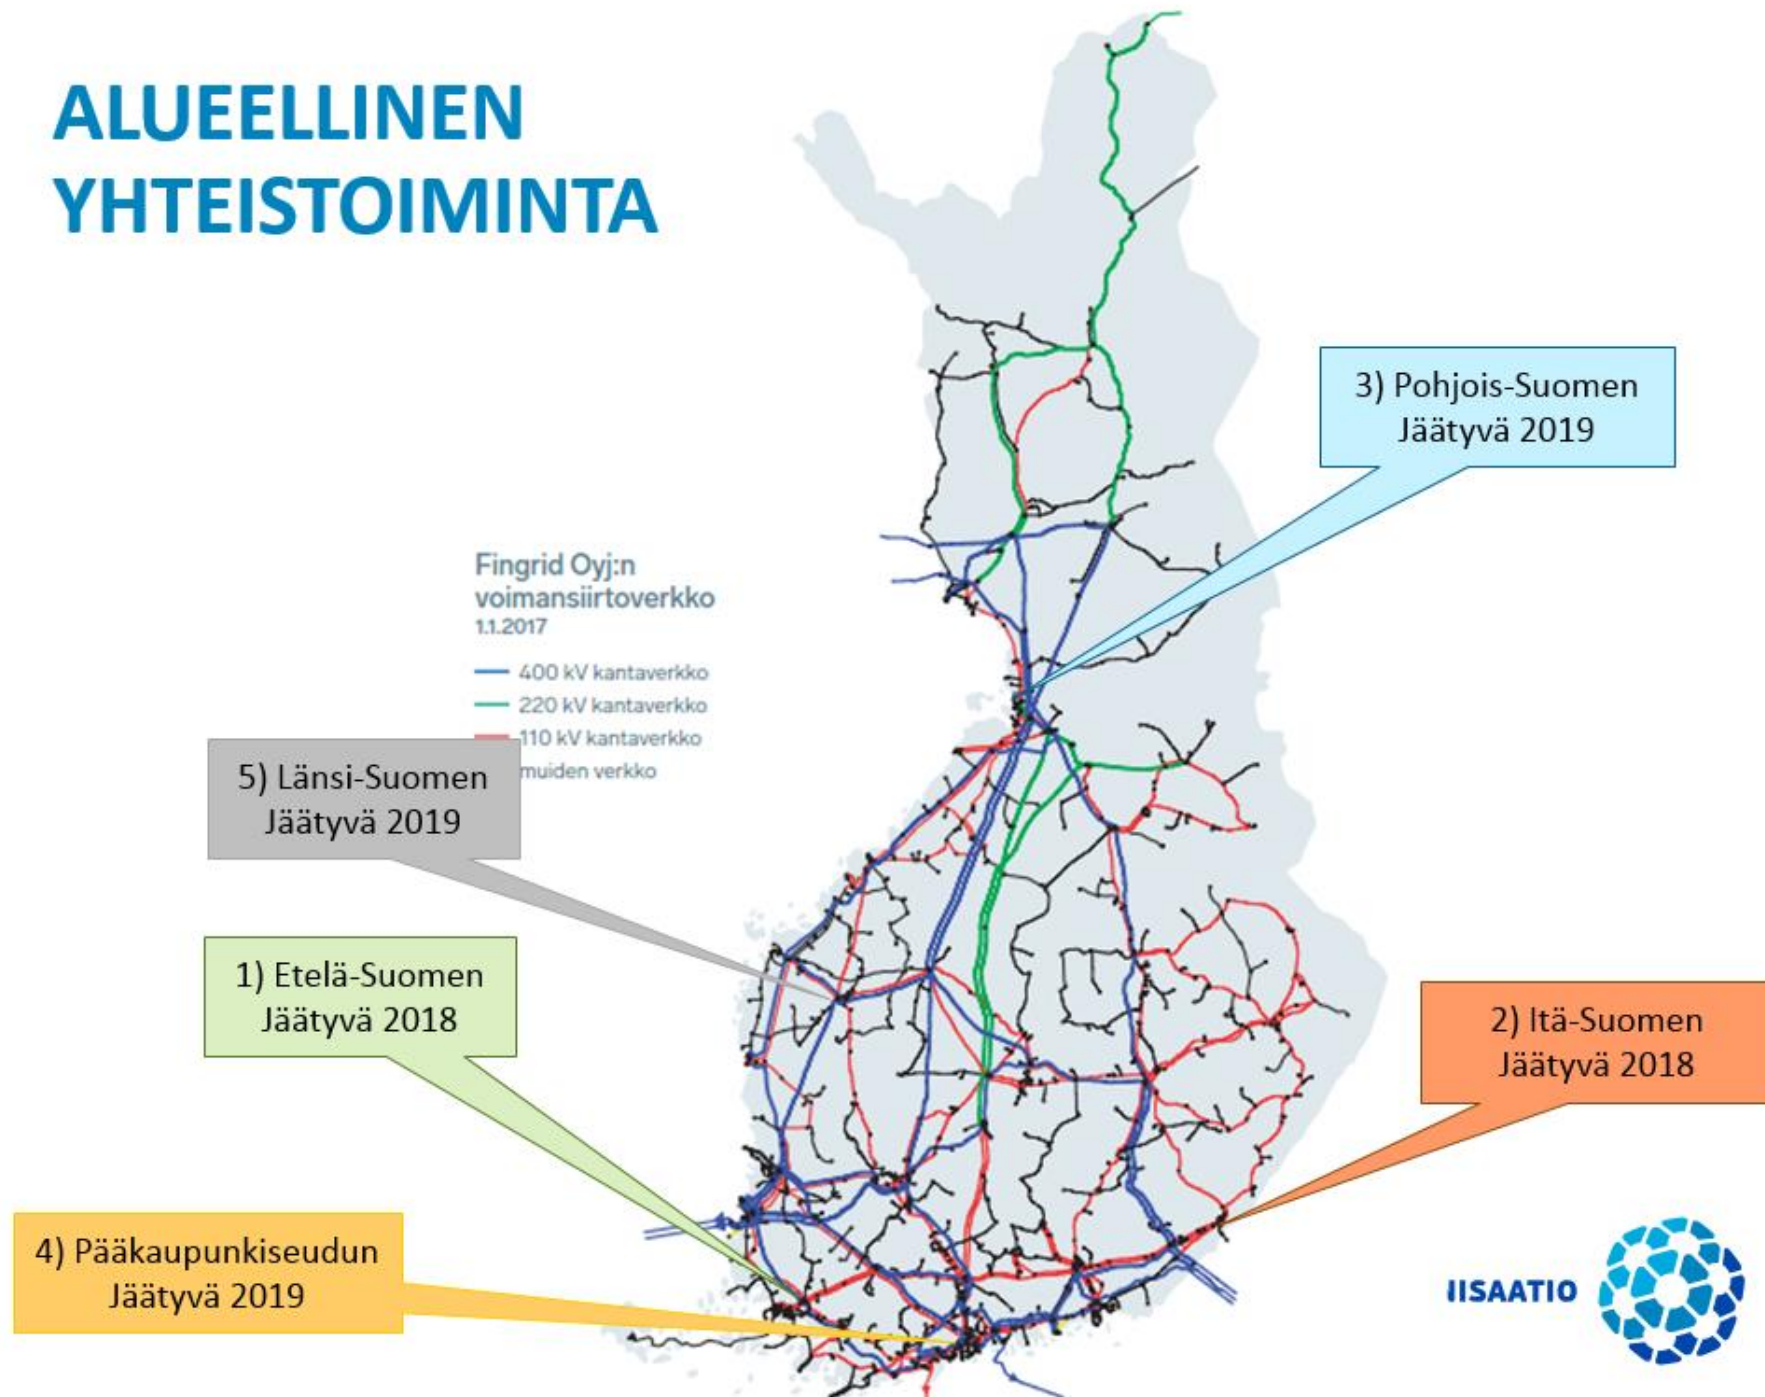 ALUEELLINEN
YHTEISTOIMINTA
3) Pohjois-Suomen
Jäätyvä 2019
Fingrid Oyj:n
voimansiirtoverkko
1.1.2017
400 kV kantaverkko
220 kV kantaverkko
110 kV kantaverkko
muiden verkko
5) Länsi-Suomen
Jäätyvä 2019
1) Etelä-Suomen
Jäätyvä 2018
2) Itä-Suomen
Jäätyvä 2018
4) Pääkaupunkiseudun
Jäätyvä 2019
IISAATIO